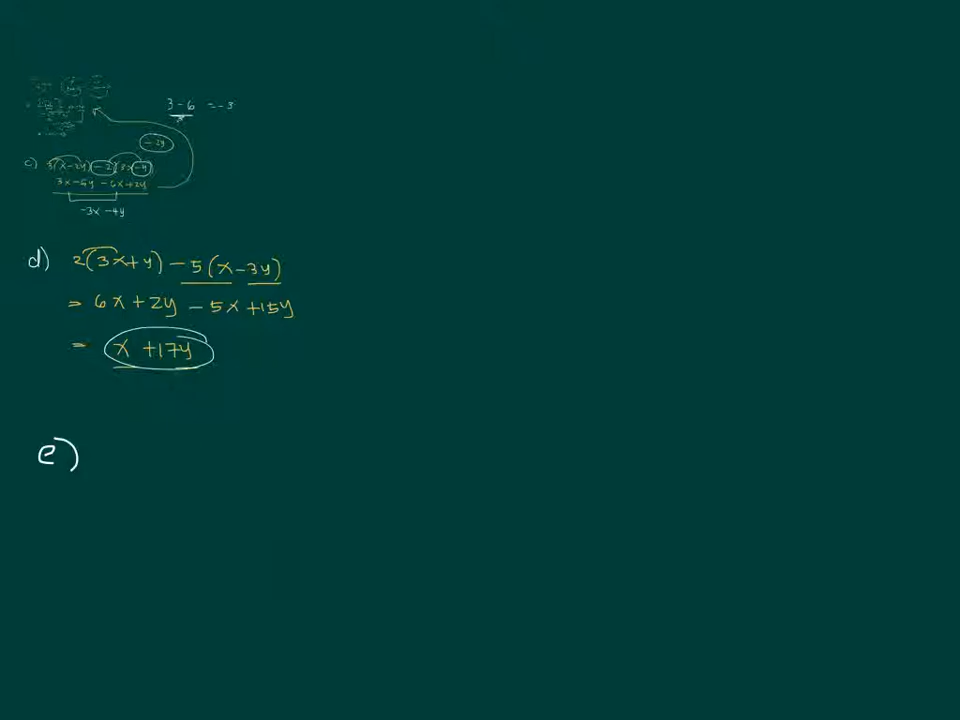 3 - 6 = -3
- 2y
c) 3(x - 2y) - 2(3x - y)
3x - 6y - 6x + 2y
-3x - 4y
d) 2(3x + y) - 5(x - 3y)
= 6x + 2y - 5x + 15y
= x + 17y
e)